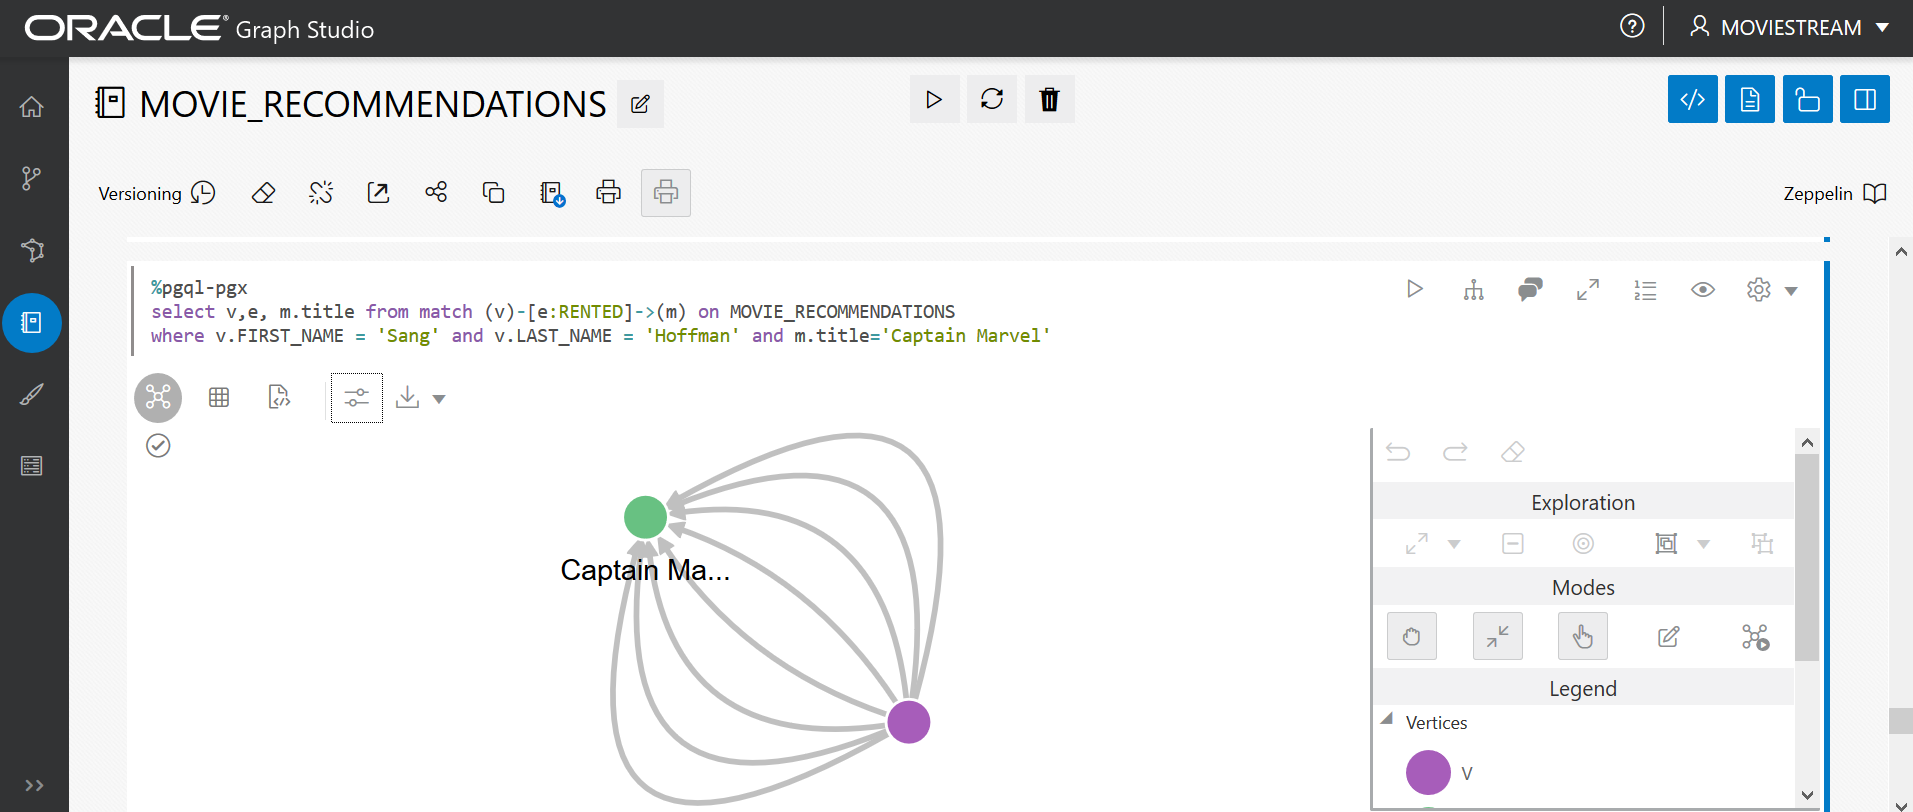 ORACLE® Graph Studio
MOVIESTREAM
MOVIE_RECOMMENDATIONS
Versioning
Zeppelin
%pgql-pgx
select v,e, m.title from match (v)-[e:RENTED]->(m) on MOVIE_RECOMMENDATIONS
where v.FIRST_NAME = 'Sang' and v.LAST_NAME = 'Hoffman' and m.title='Captain Marvel'
Captain Ma...
Exploration
Modes
Legend
Vertices
V